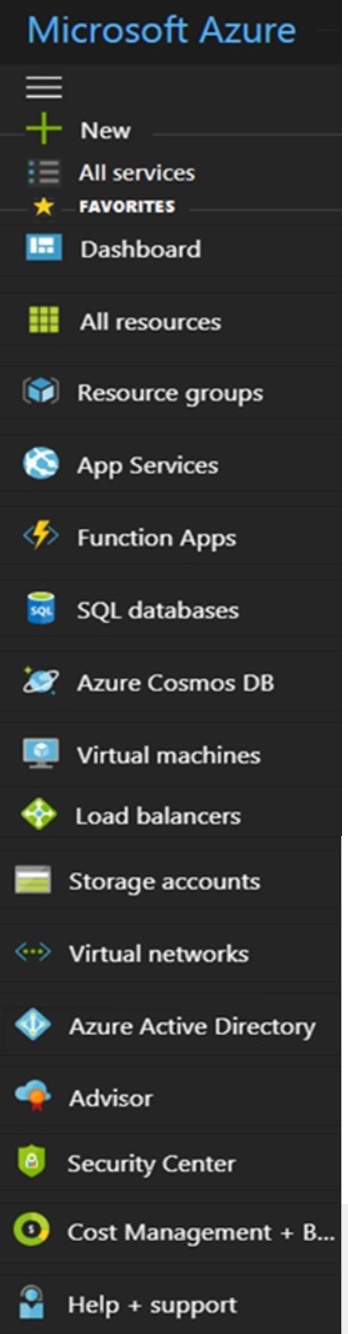 Microsoft Azure
New
All services
FAVORITES
Dashboard
All resources
Resource groups
App Services
Function Apps
SQL databases
Azure Cosmos DB
Virtual machines
Load balancers
Storage accounts
Virtual networks
Azure Active Directory
Advisor
Security Center
Cost Management + B...
Help + support